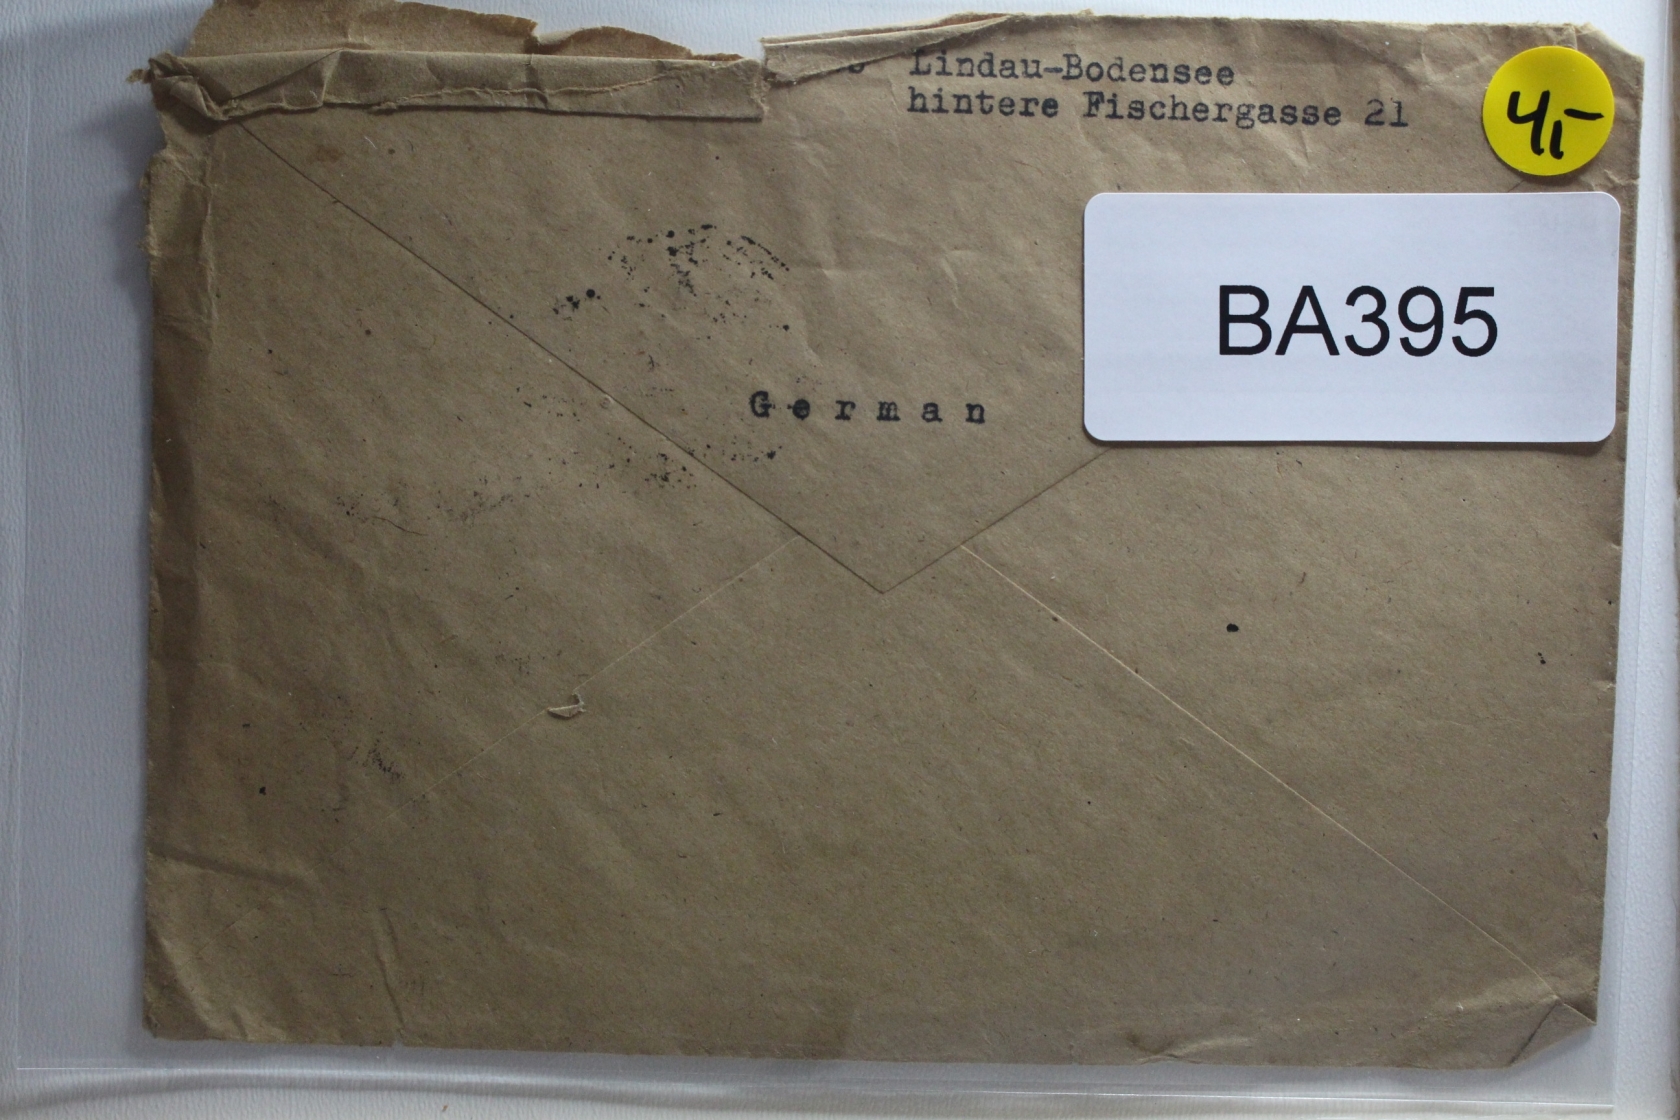 Lindau-Bodensee
hintere Fischergasse 21
4,-
BA395
German